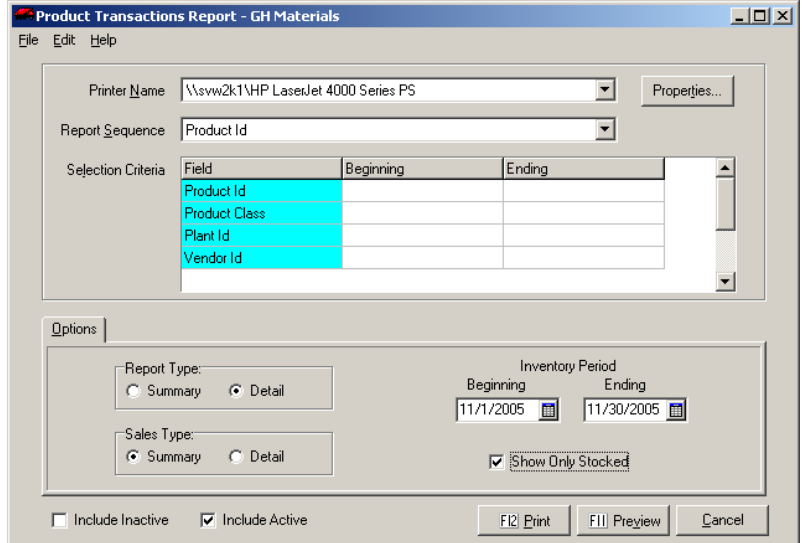 Product Transactions Report - GH Materials
File Edit Help
Printer Name \\svw2k1\HP LaserJet 4000 Series PS Properties...
Report Sequence Product Id
Selection Criteria Field Beginning Ending
Product Id
Product Class
Plant Id
Vendor Id
Options
Report Type: Inventory Period
Beginning Ending
Summary Detail
11/1/2005 11/30/2005
Sales Type:
Summary Detail Show Only Stocked
Include Inactive Include Active F12 Print F11 Preview Cancel